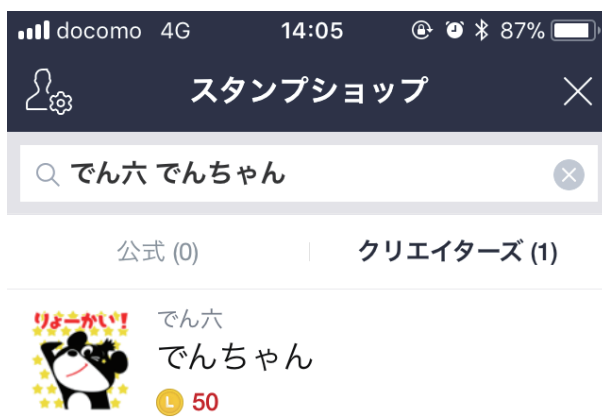 docomo 4G 14:05 87%
スタンプショップ
でん六 でんちゃん
公式 (0) クリエイターズ (1)
りょーかい!
でん六
でんちゃん
L 50